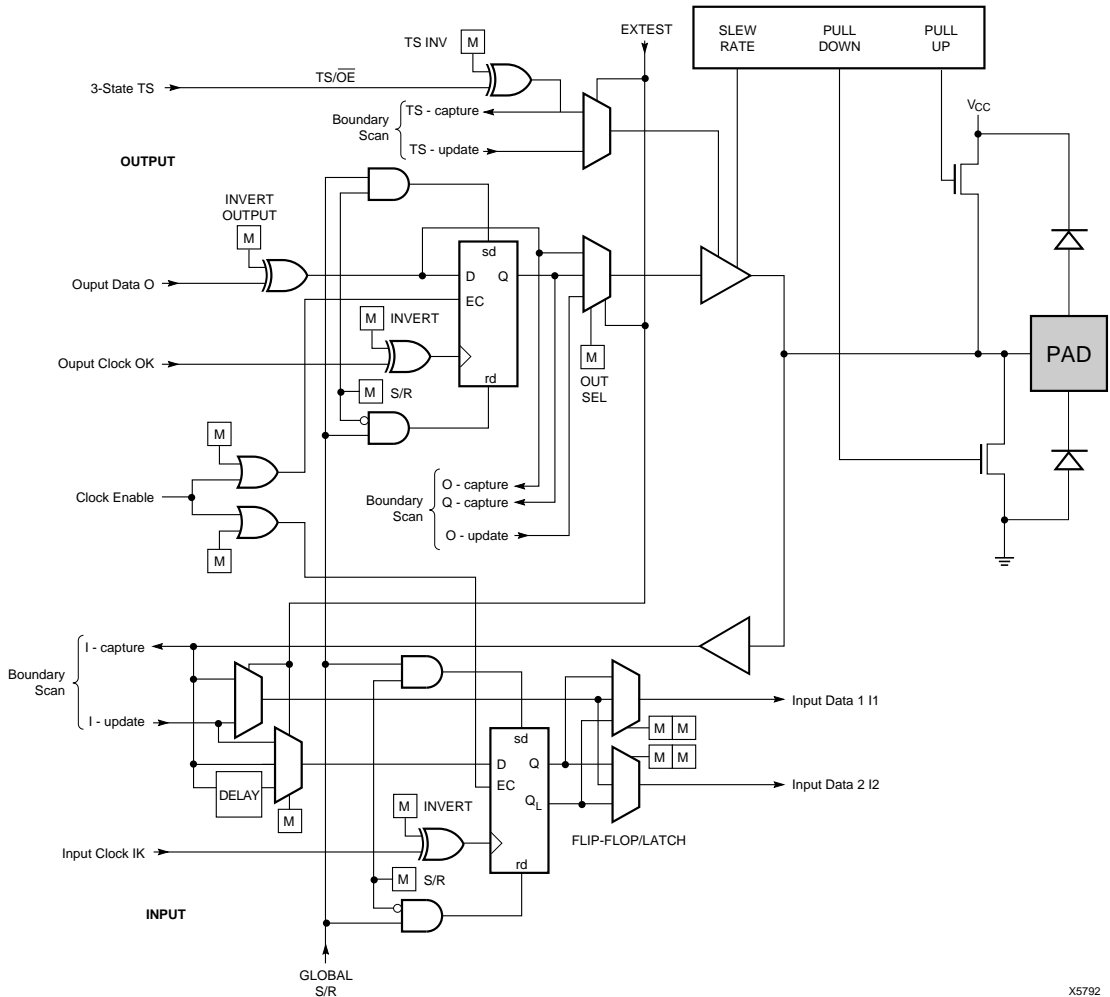 EXTEST
SLEW
RATE
PULL
DOWN
PULL
UP
TS INV
M
3-State TS
TS/OE
VCC
Boundary
Scan
TS - capture
TS - update
OUTPUT
INVERT
OUTPUT
M
sd
D
Q
EC
Ouput Data O
M
INVERT
Ouput Clock OK
M
OUT
SEL
PAD
rd
M
S/R
M
Clock Enable
M
Boundary
Scan
O - capture
Q - capture
O - update
Boundary
Scan
I - capture
I - update
Input Data 1 I1
M M
M M
sd
D
Q
EC
QL
Input Data 2 I2
DELAY
M
M
INVERT
FLIP-FLOP/LATCH
Input Clock IK
rd
M
S/R
INPUT
GLOBAL
S/R
X5792